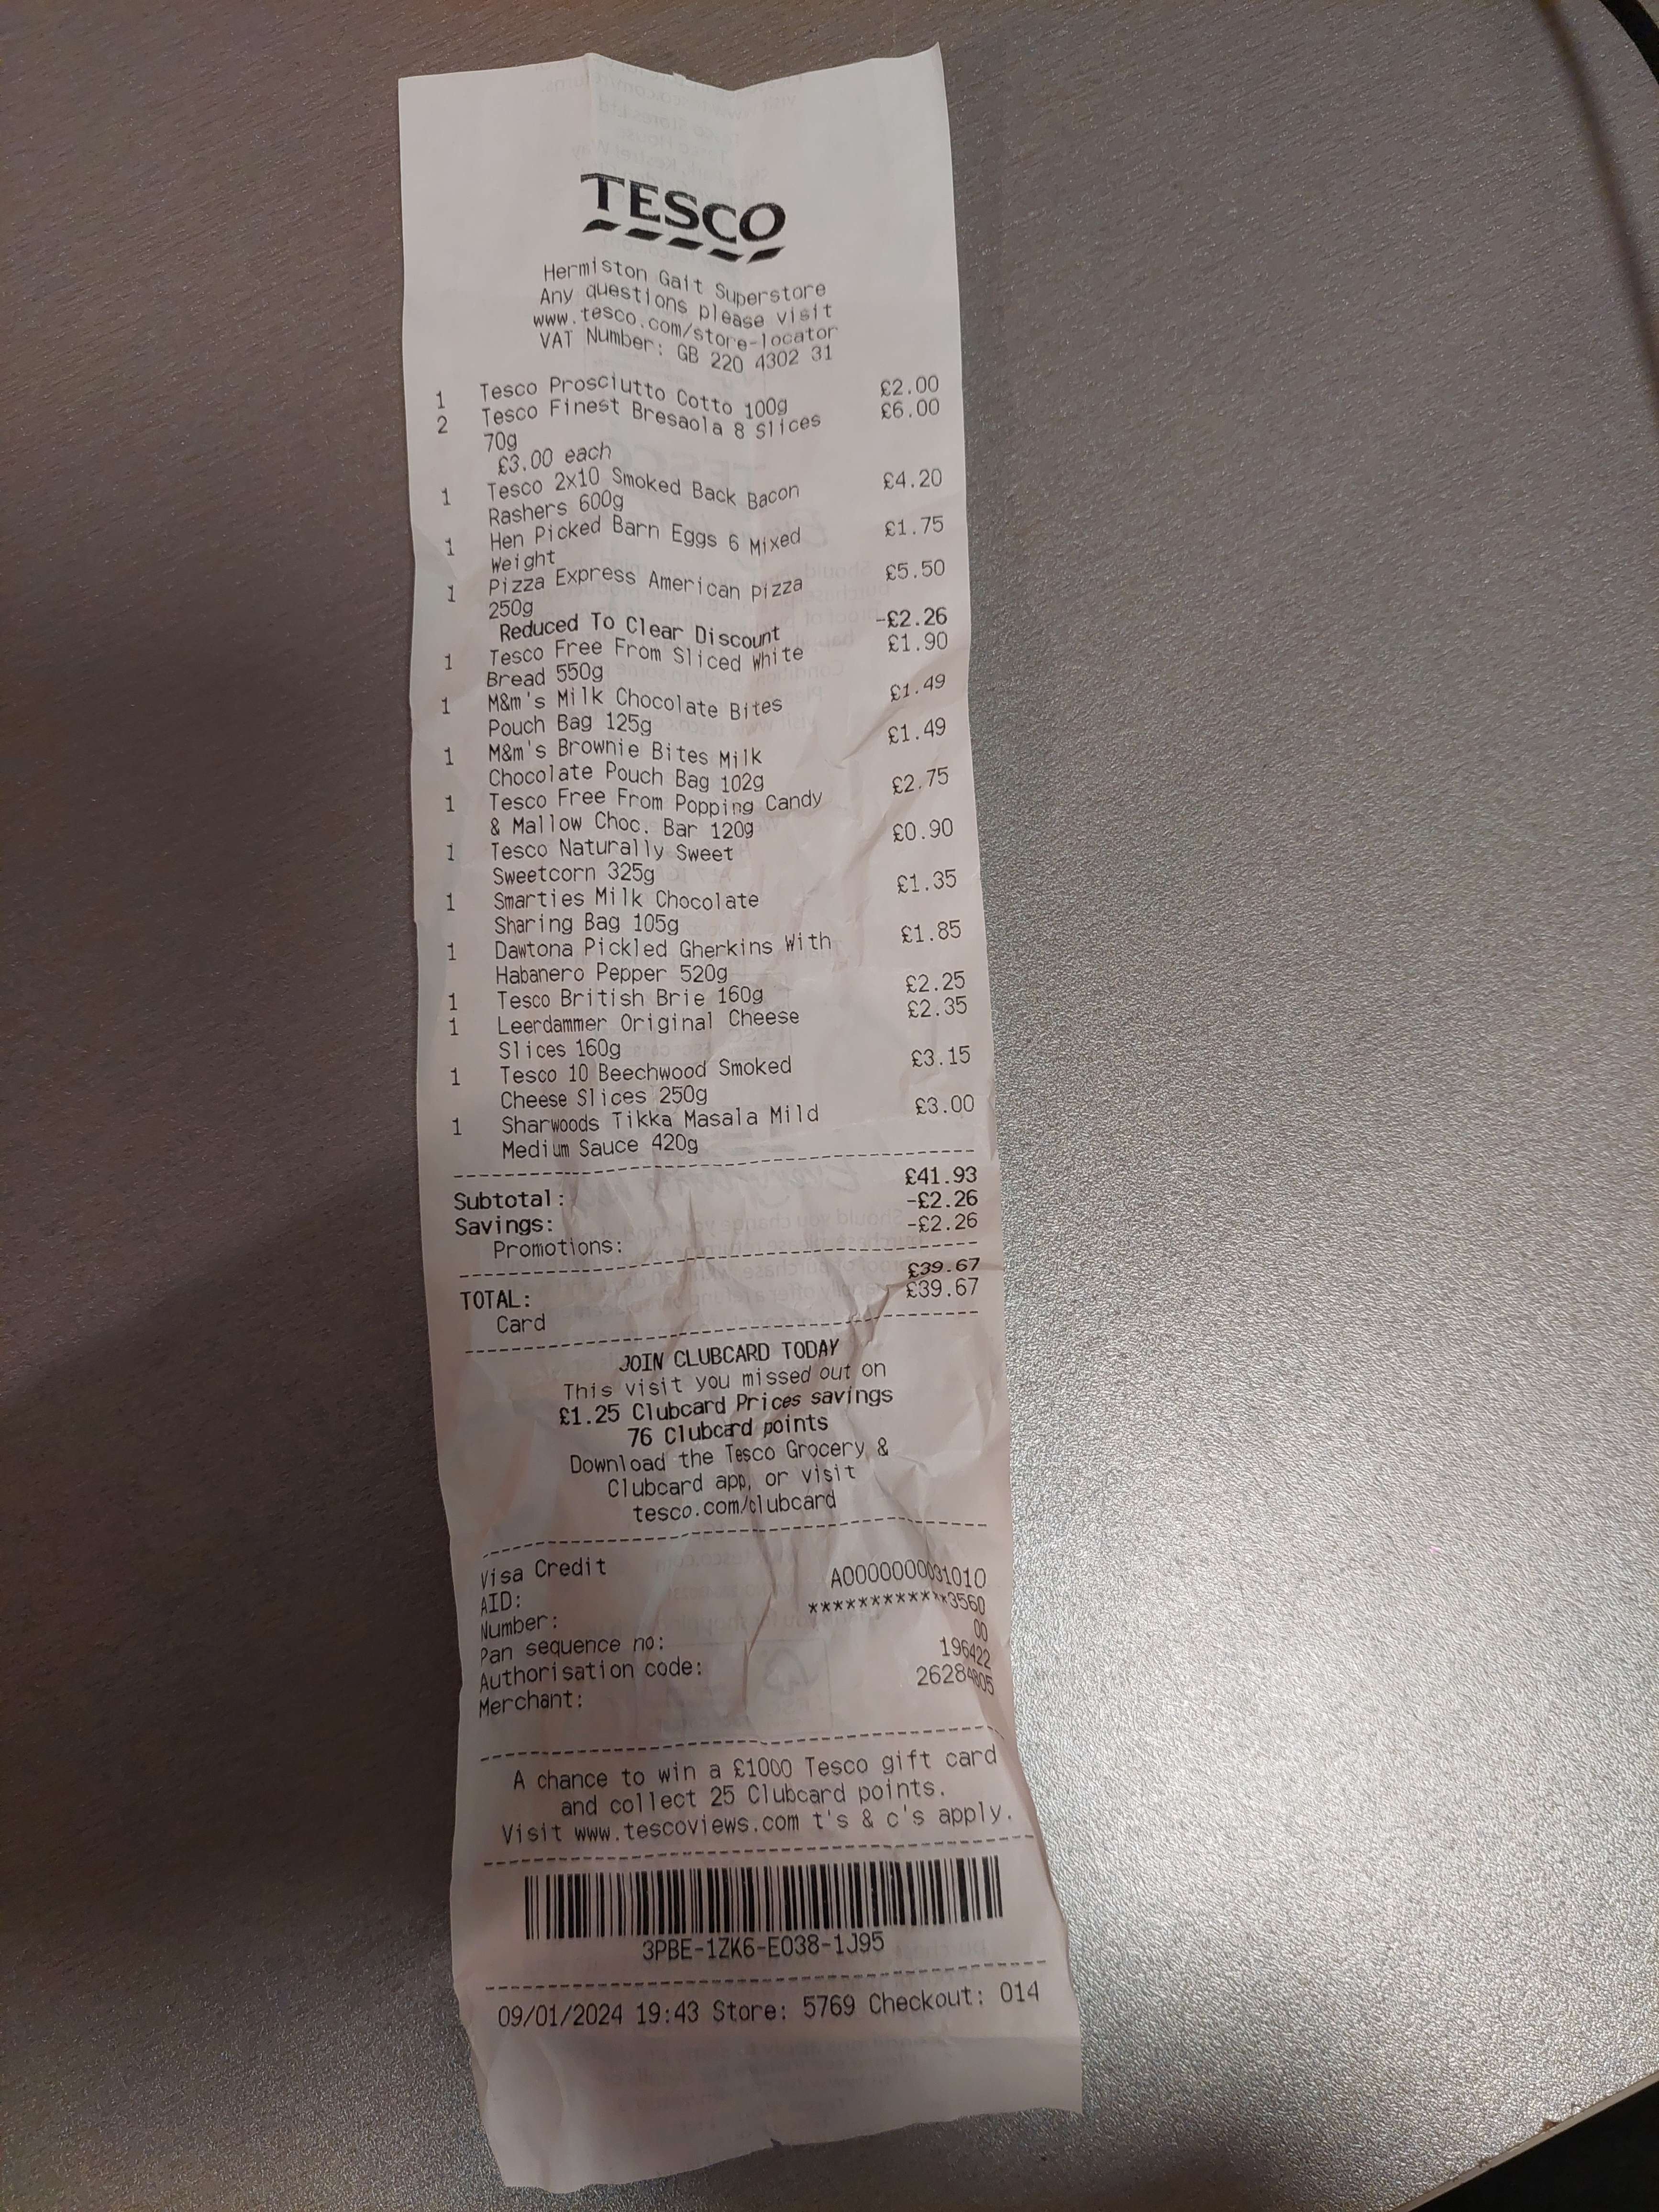 TESCO
Hermiston Gait Superstore
Any questions please visit
www.tesco.com/store-locator
VAT Number: GB 220 4302 31
1 Tesco Prosciutto Cotto 100g £2.00
2 Tesco Finest Bresaola 8 Slices £6.00
70g
£3.00 each
1 Tesco 2x10 Smoked Back Bacon £4.20
Rashers 600g
1 Hen Picked Barn Eggs 6 Mixed £1.75
Weight
1 Pizza Express American Pizza £5.50
250g
Reduced To Clear Discount -£2.26
1 Tesco Free From Sliced White £1.90
Bread 550g
1 M&m's Milk Chocolate Bites £1.49
Pouch Bag 125g
1 M&m's Brownie Bites Milk £1.49
Chocolate Pouch Bag 102g
1 Tesco Free From Popping Candy £2.75
& Mallow Choc. Bar 120g
1 Tesco Naturally Sweet £0.90
Sweetcorn 325g
1 Smarties Milk Chocolate £1.35
Sharing Bag 105g
1 Dawtona Pickled Gherkins With £1.85
Habanero Pepper 520g
1 Tesco British Brie 160g £2.25
1 Leerdammer Original Cheese £2.35
Slices 160g
1 Tesco 10 Beechwood Smoked £3.15
Cheese Slices 250g
1 Sharwoods Tikka Masala Mild £3.00
Medium Sauce 420g
Subtotal: £41.93
Savings: -£2.26
Promotions: -£2.26
TOTAL: £39.67
Card £39.67
JOIN CLUBCARD TODAY
This visit you missed out on
£1.25 Clubcard Prices savings
76 Clubcard points
Download the Tesco Grocery &
Clubcard app, or visit
tesco.com/clubcard
Visa Credit
AID: A0000000031010
Number: ************3560
Pan sequence no: 00
Authorisation code: 196422
Merchant: 26284805
A chance to win a £1000 Tesco gift card
and collect 25 Clubcard points.
Visit www.tescoviews.com t's & c's apply.
3PBE-1ZK6-E038-1J95
09/01/2024 19:43 Store: 5769 Checkout: 014